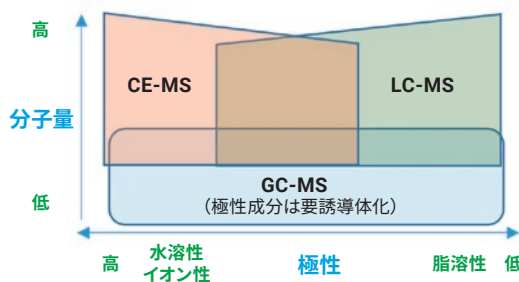 高
CE-MS
LC-MS
分子量
GC-MS
(極性成分は要誘導体化)
低
高
水溶性
イオン性
極性
脂溶性
低